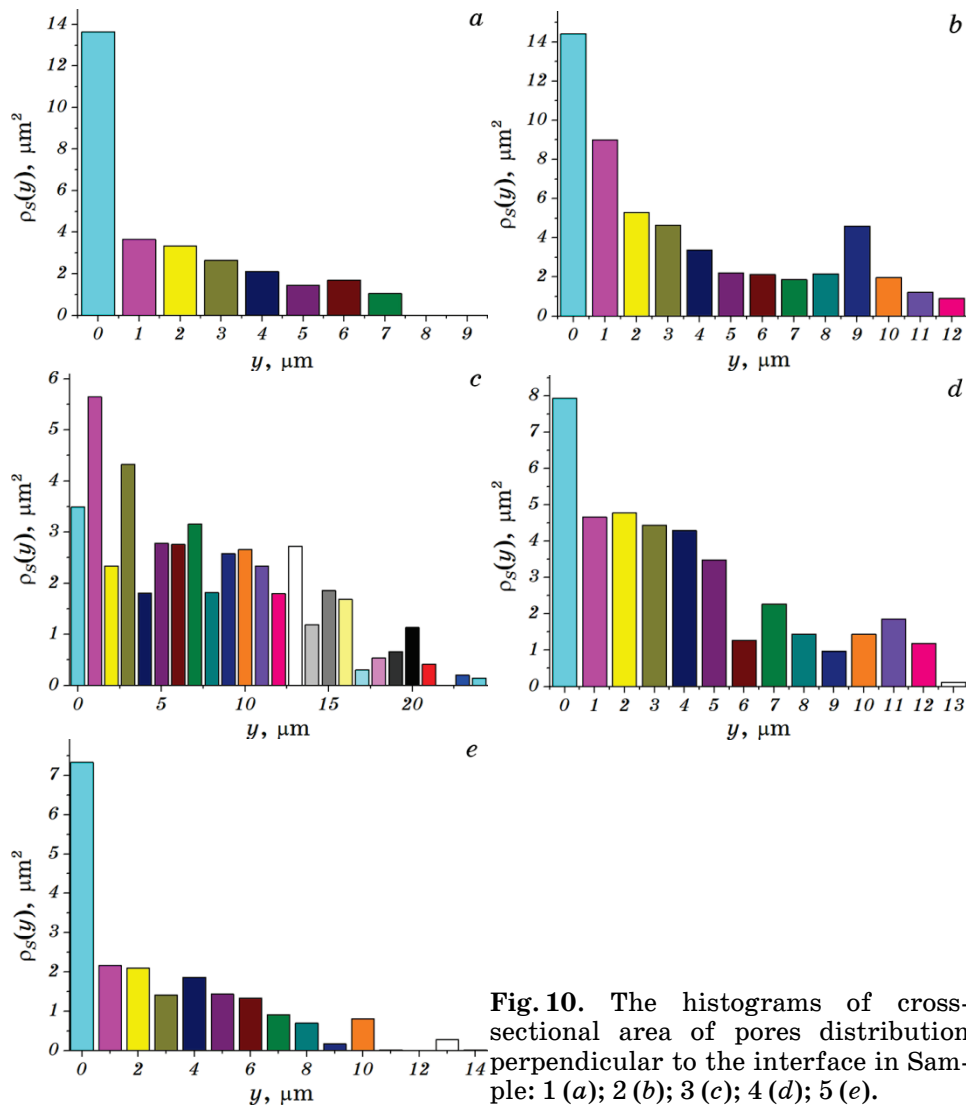 a
14
12
10
8
6
4
2
0
ρS(y), μm²
0 1 2 3 4 5 6 7 8 9
y, μm
b
14
12
10
8
6
4
2
0
ρS(y), μm²
0 1 2 3 4 5 6 7 8 9 10 11 12
y, μm
c
6
5
4
3
2
1
0
ρS(y), μm²
0 5 10 15 20
y, μm
d
8
7
6
5
4
3
2
1
0
ρS(y), μm²
0 1 2 3 4 5 6 7 8 9 10 11 12 13
y, μm
e
7
6
5
4
3
2
1
0
ρS(y), μm²
0 2 4 6 8 10 12 14
y, μm
Fig. 10. The histograms of cross-
sectional area of pores distribution
perpendicular to the interface in Sam-
ple: 1 (a); 2 (b); 3 (c); 4 (d); 5 (e).